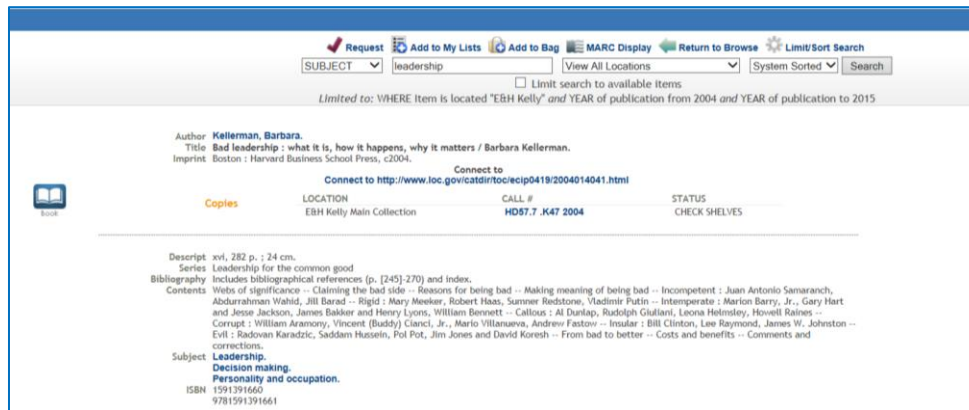 Request Add to My Lists Add to Bag MARC Display Return to Browse Limit/Sort Search
SUBJECT leadership View All Locations System Sorted Search
Limit search to available items
Limited to: WHERE Item is located "E&H Kelly" and YEAR of publication from 2004 and YEAR of publication to 2015
Author Kellerman, Barbara.
Title Bad leadership : what it is, how it happens, why it matters / Barbara Kellerman.
Imprint Boston : Harvard Business School Press, c2004.
Connect to
Connect to http://www.loc.gov/catdir/toc/ecip0419/2004014041.html
Book
Copies
LOCATION CALL # STATUS
E&H Kelly Main Collection HD57.7 .K47 2004 CHECK SHELVES
Descript xvi, 282 p. ; 24 cm.
Series Leadership for the common good
Bibliography Includes bibliographical references (p. [245]-270) and index.
Contents Webs of significance -- Claiming the bad side -- Reasons for being bad -- Making meaning of being bad -- Incompetent : Juan Antonio Samaranch,
Abdurrahman Wahid, Jill Barad -- Rigid : Mary Meeker, Robert Haas, Sumner Redstone, Vladimir Putin -- Intemperate : Marion Barry, Jr., Gary Hart
and Jesse Jackson, James Bakker and Henry Lyons, William Bennett -- Callous : Al Dunlap, Rudolph Giuliani, Leona Helmsley, Howell Raines --
Corrupt : William Aramony, Vincent (Buddy) Cianci, Jr., Mario Villanueva, Andrew Fastow -- Insular : Bill Clinton, Lee Raymond, James W. Johnston --
Evil : Radovan Karadzic, Saddam Hussein, Pol Pot, Jim Jones and David Koresh -- From bad to better -- Costs and benefits -- Comments and
corrections.
Subject Leadership.
Decision making.
Personality and occupation.
ISBN 1591391660
9781591391661